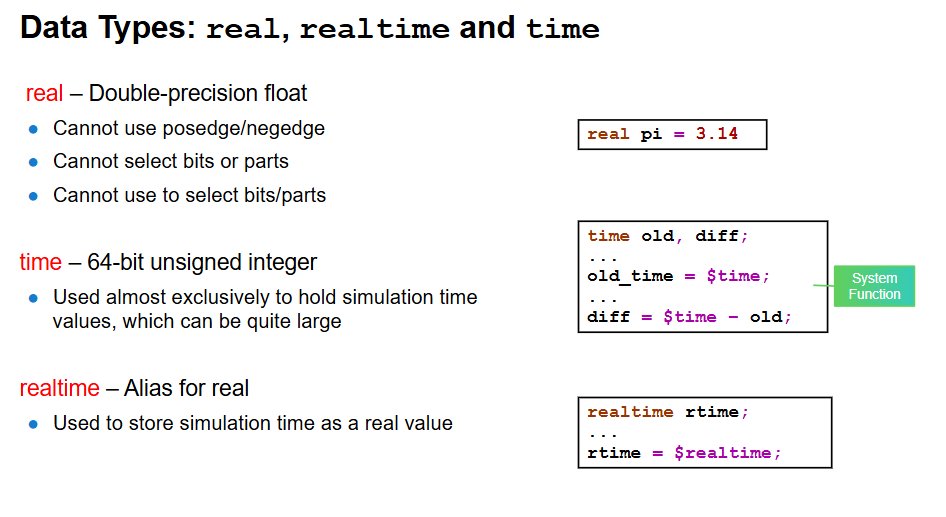 Data Types: real, realtime and time
real – Double-precision float
Cannot use posedge/negedge
Cannot select bits or parts
Cannot use to select bits/parts
real pi = 3.14
time – 64-bit unsigned integer
Used almost exclusively to hold simulation time
values, which can be quite large
time old, diff;
...
old_time = $time;
...
diff = $time - old;
System
Function
realtime – Alias for real
Used to store simulation time as a real value
realtime rtime;
...
rtime = $realtime;